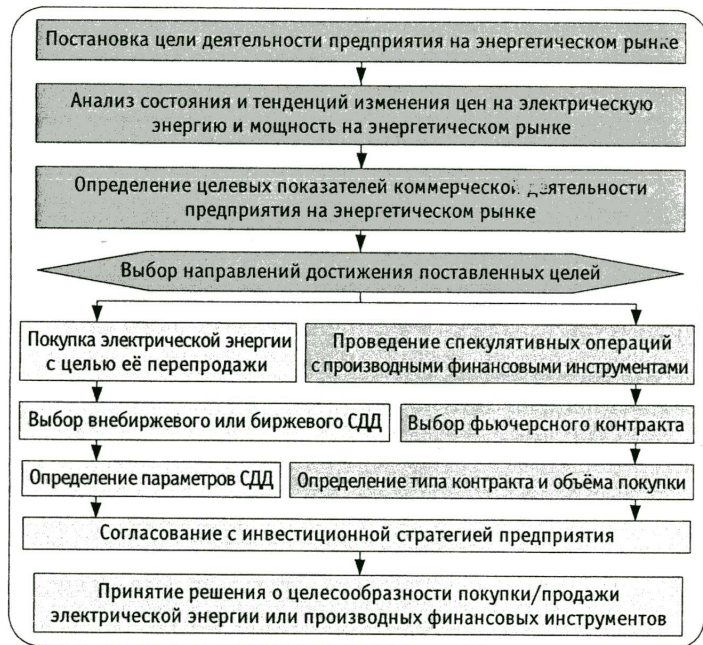 Постановка цели деятельности предприятия на энергетическом рынке
Анализ состояния и тенденций изменения цен на электрическую
энергию и мощность на энергетическом рынке
Определение целевых показателей коммерческой деятельности
предприятия на энергетическом рынке
Выбор направлений достижения поставленных целей
Покупка электрической энергии
с целью её перепродажи
Проведение спекулятивных операций
с производными финансовыми инструментами
Выбор внебиржевого или биржевого СДД
Выбор фьючерсного контракта
Определение параметров СДД
Определение типа контракта и объёма покупки
Согласование с инвестиционной стратегией предприятия
Принятие решения о целесообразности покупки/продажи
электрической энергии или производных финансовых инструментов